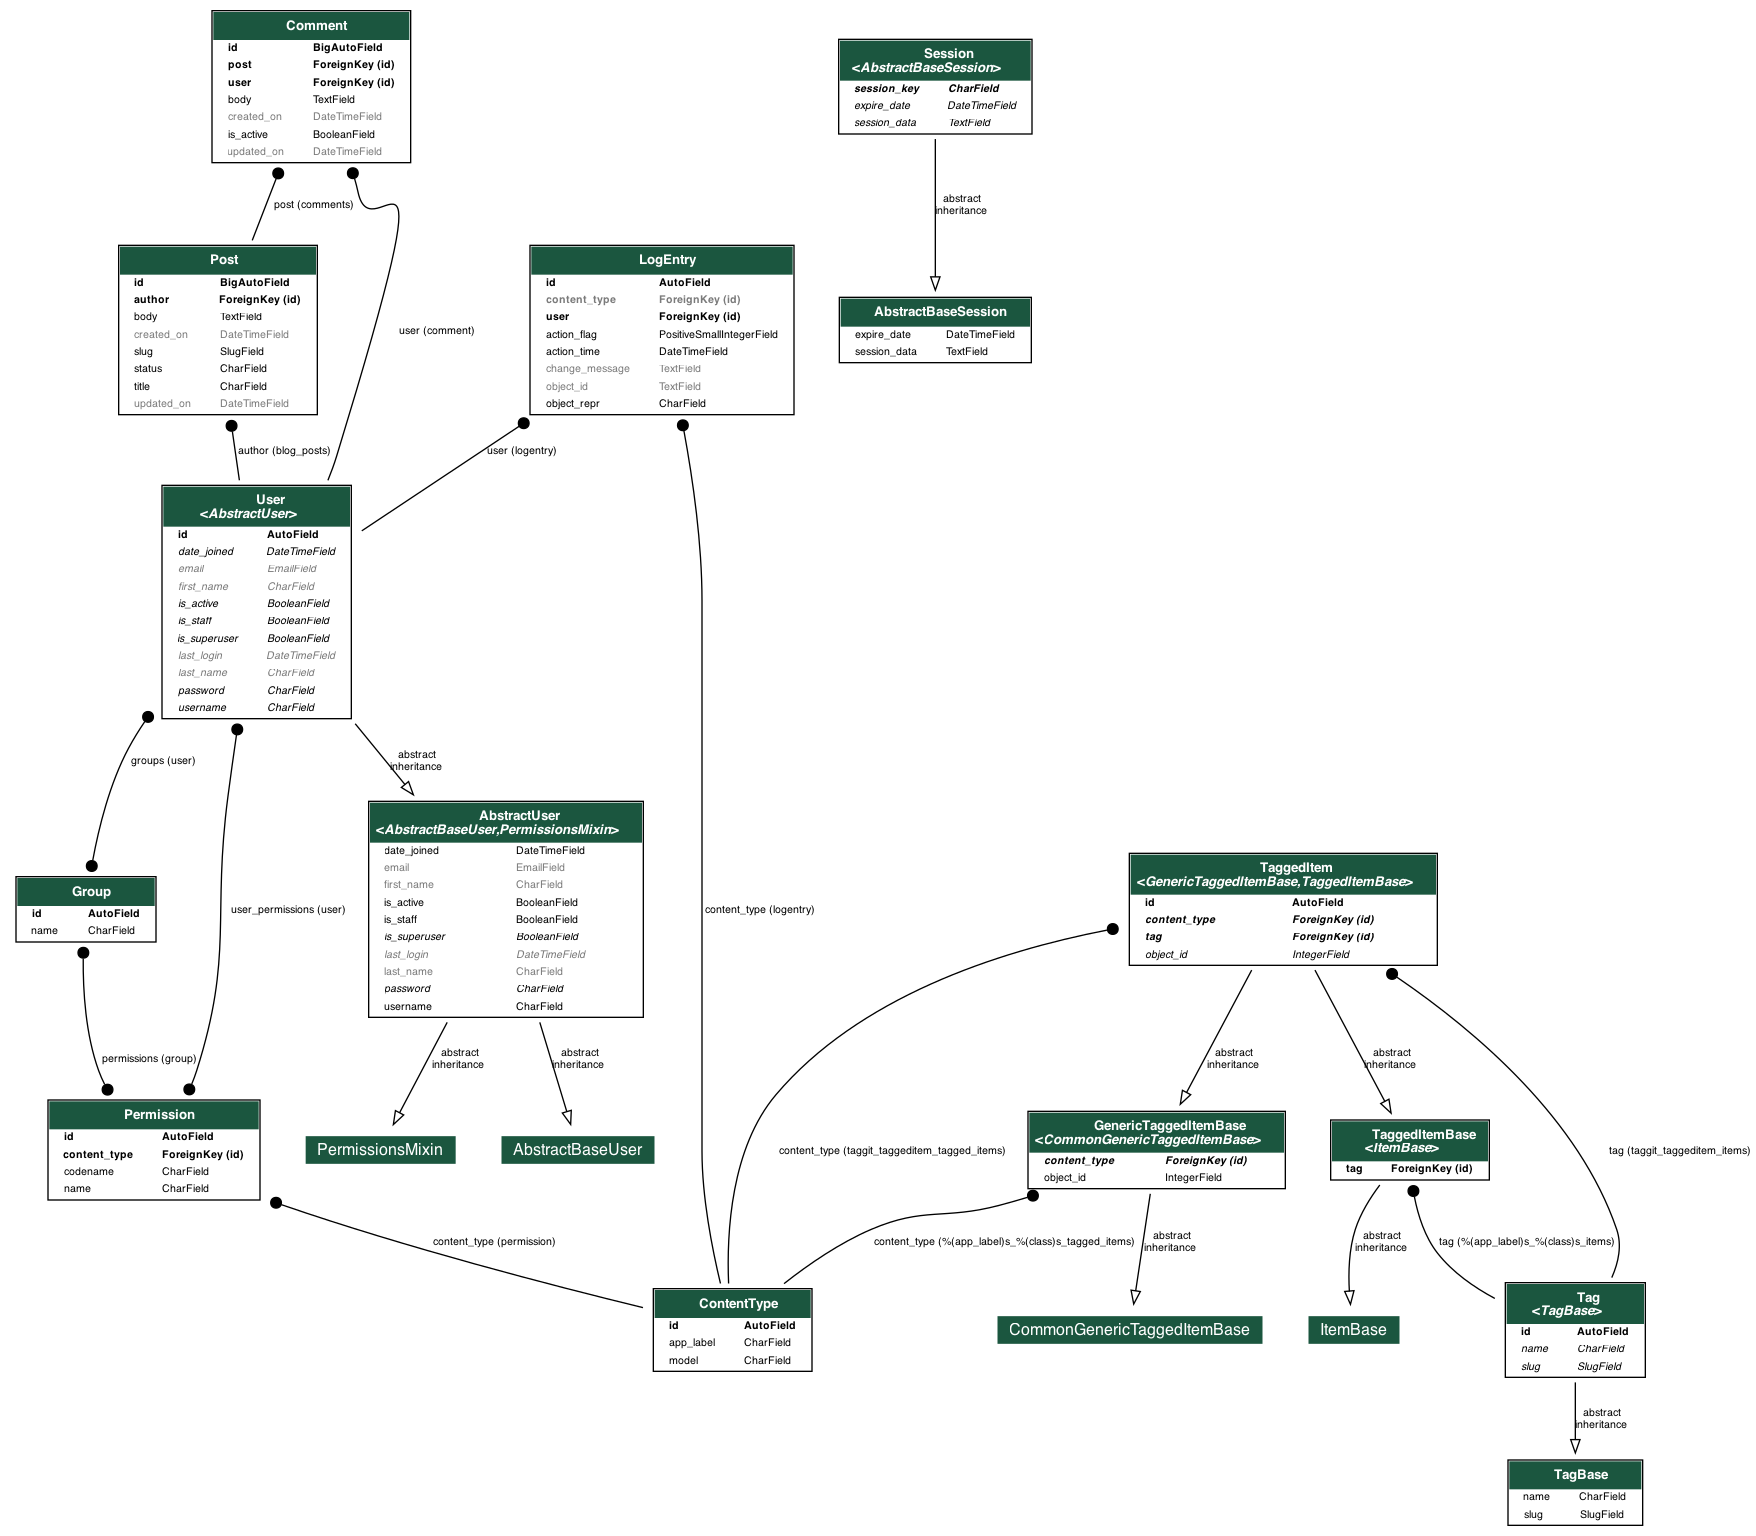 Comment
id BigAutoField
post ForeignKey (id)
user ForeignKey (id)
body TextField
created_on DateTimeField
is_active BooleanField
updated_on DateTimeField
Session
<AbstractBaseSession>
session_key CharField
expire_date DateTimeField
session_data TextField
post (comments)
abstract
inheritance
Post
id BigAutoField
author ForeignKey (id)
body TextField
created_on DateTimeField
slug SlugField
status CharField
title CharField
updated_on DateTimeField
user (comment)
LogEntry
id AutoField
content_type ForeignKey (id)
user ForeignKey (id)
action_flag PositiveSmallIntegerField
action_time DateTimeField
change_message TextField
object_id TextField
object_repr CharField
AbstractBaseSession
expire_date DateTimeField
session_data TextField
author (blog_posts)
user (logentry)
User
<AbstractUser>
id AutoField
date_joined DateTimeField
email EmailField
first_name CharField
is_active BooleanField
is_staff BooleanField
is_superuser BooleanField
last_login DateTimeField
last_name CharField
password CharField
username CharField
groups (user)
abstract
inheritance
AbstractUser
<AbstractBaseUser,PermissionsMixin>
date_joined DateTimeField
email EmailField
first_name CharField
is_active BooleanField
is_staff BooleanField
is_superuser BooleanField
last_login DateTimeField
last_name CharField
password CharField
username CharField
Group
id AutoField
name CharField
user_permissions (user)
content_type (logentry)
TaggedItem
<GenericTaggedItemBase,TaggedItemBase>
id AutoField
content_type ForeignKey (id)
tag ForeignKey (id)
object_id IntegerField
permissions (group)
abstract
inheritance
abstract
inheritance
abstract
inheritance
abstract
inheritance
Permission
id AutoField
content_type ForeignKey (id)
codename CharField
name CharField
PermissionsMixin
AbstractBaseUser
content_type (taggit_taggeditem_tagged_items)
GenericTaggedItemBase
<CommonGenericTaggedItemBase>
content_type ForeignKey (id)
object_id IntegerField
TaggedItemBase
<ItemBase>
tag ForeignKey (id)
tag (taggit_taggeditem_items)
content_type (permission)
content_type (%(app_label)s_%(class)s_tagged_items)
abstract
inheritance
abstract
inheritance
tag (%(app_label)s_%(class)s_items)
ContentType
id AutoField
app_label CharField
model CharField
CommonGenericTaggedItemBase
ItemBase
Tag
<TagBase>
id AutoField
name CharField
slug SlugField
abstract
inheritance
TagBase
name CharField
slug SlugField